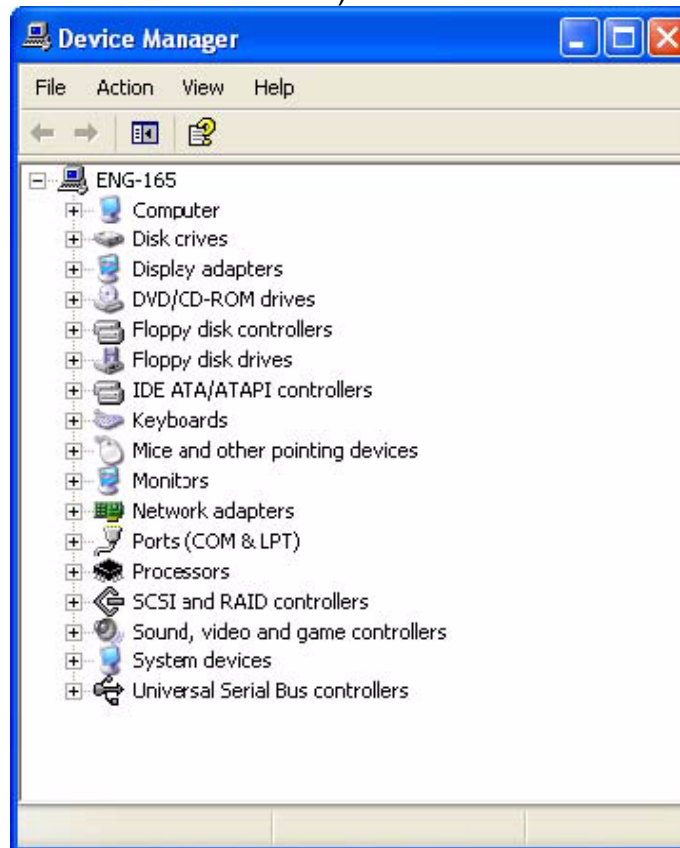 Device Manager
File Action View Help
ENG-165
Computer
Disk crives
Display adapters
DVD/CD-ROM drives
Floppy disk controllers
Floppy disk drives
IDE ATA/ATAPI controllers
Keyboards
Mice and other pointing devices
Monitors
Network adapters
Ports (COM & LPT)
Processors
SCSI and RAID controllers
Sound, video and game controllers
System devices
Universal Serial Bus controllers